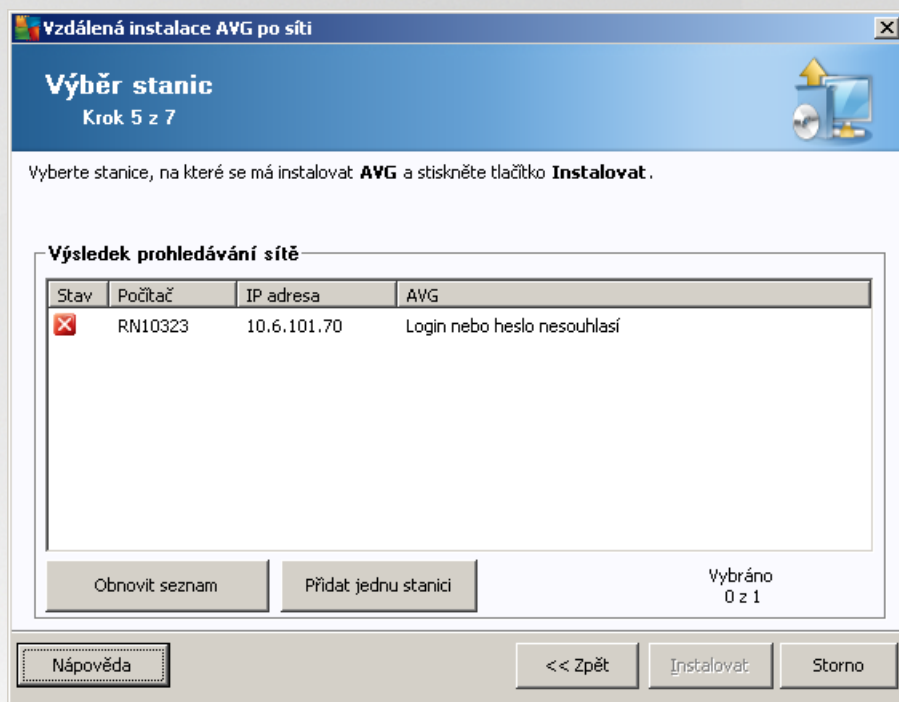 Vzdálená instalace AVG po síti
Výběr stanic
Krok 5 z 7
Vyberte stanice, na které se má instalovat AVG a stiskněte tlačítko Instalovat.
Výsledek prohledávání sítě
Stav Počítač IP adresa AVG
RN10323 10.6.101.70 Login nebo heslo nesouhlasí
Obnovit seznam Přidat jednu stanici Vybráno
0 z 1
Nápověda << Zpět Instalovat Storno